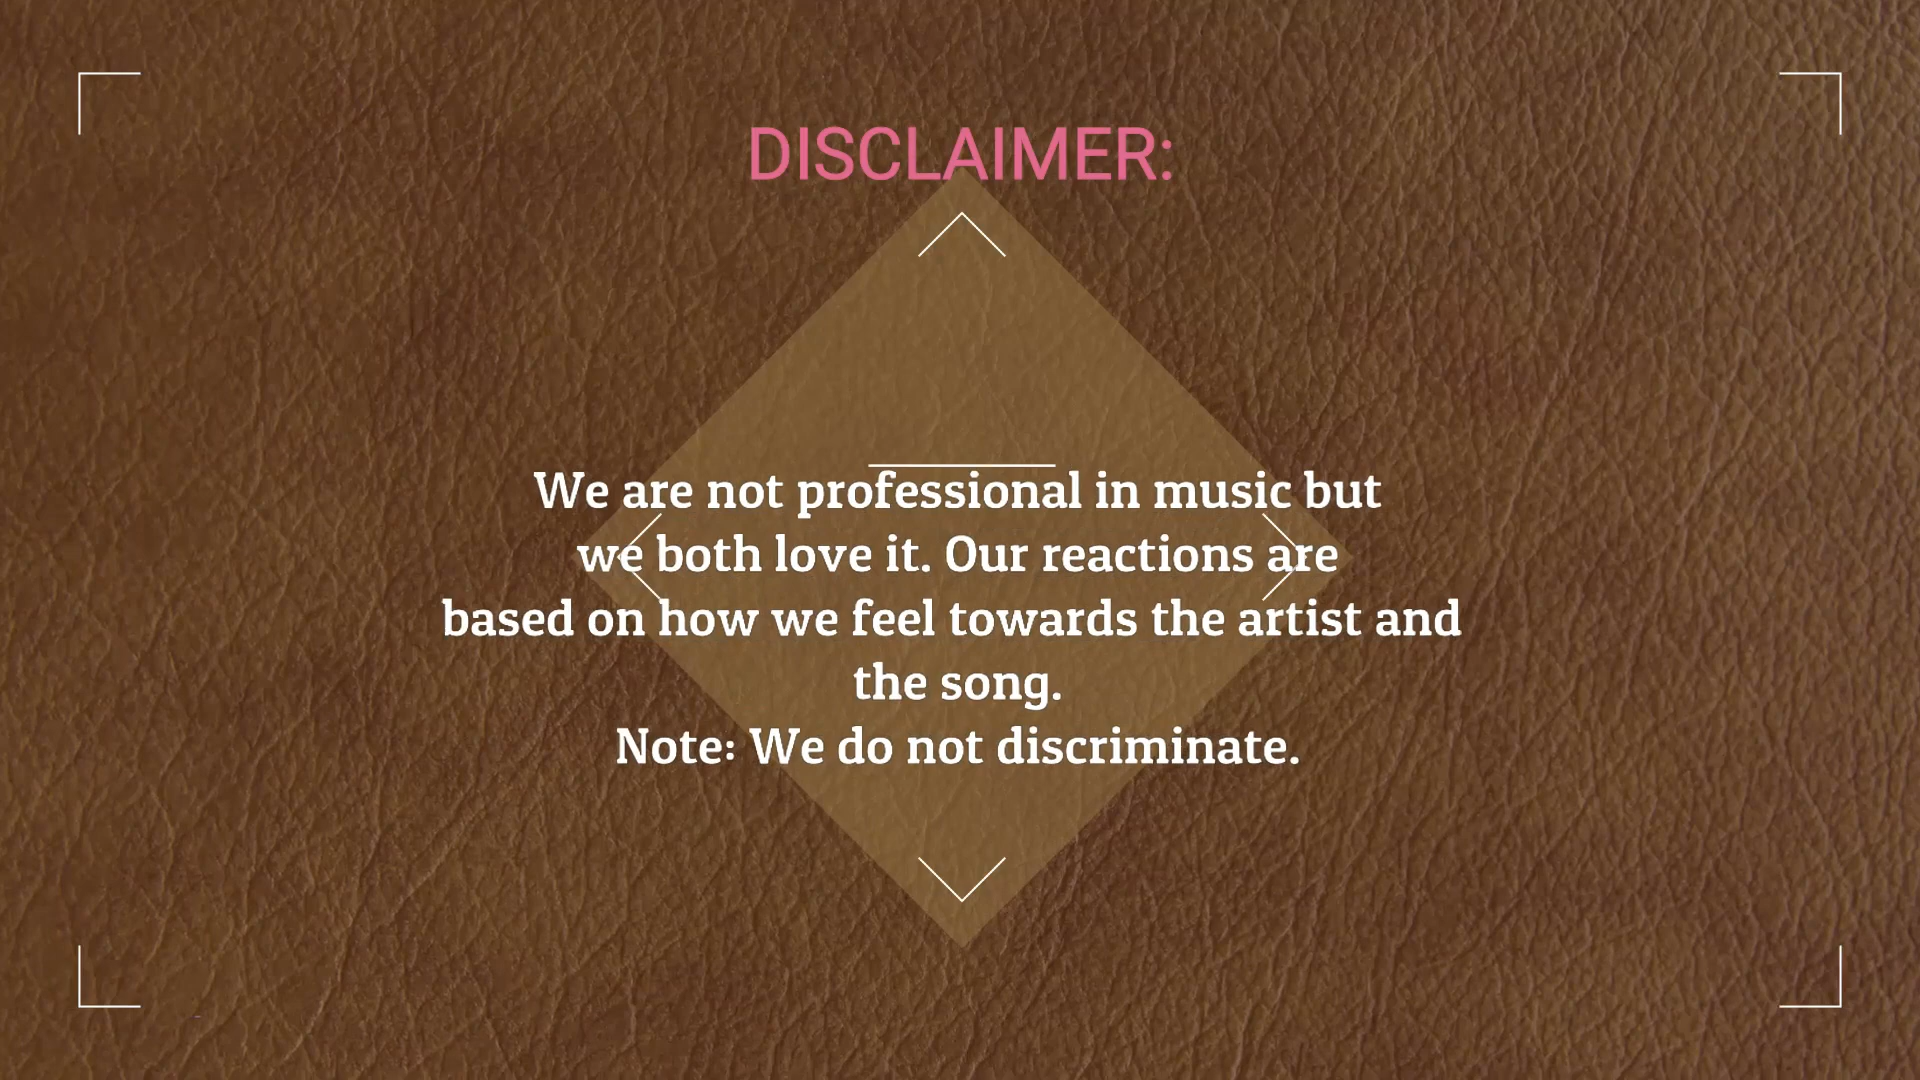 DISCLAIMER:
We are not professional in music but
we both love it. Our reactions are
based on how we feel towards the artist and
the song.
Note: We do not discriminate.